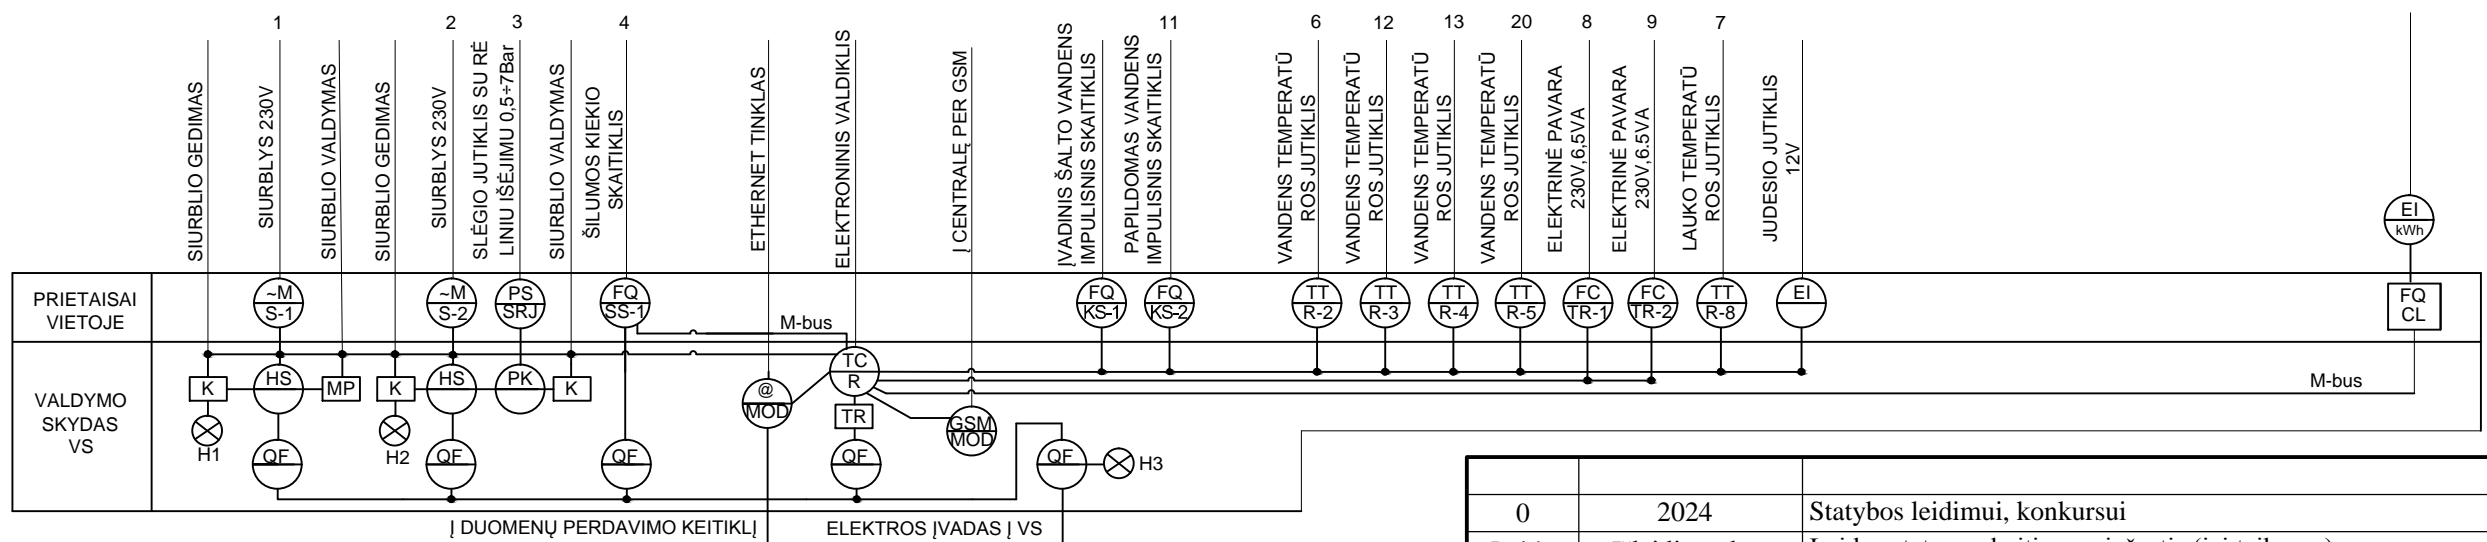 1 2 3 4 11 6 12 13 20 8 9 7
SIURBLIO GEDIMAS
SIURBLYS 230V
SIURBLIO VALDYMAS
SIURBLIO GEDIMAS
SIURBLYS 230V
SLĖGIO JUTIKLIS SU RĖ
LINIU IŠĖJIMU 0,5÷7Bar
SIURBLIO VALDYMAS
ŠILUMOS KIEKIO
SKAITIKLIS
ETHERNET TINKLAS
ELEKTRONINIS VALDIKLIS
Į CENTRALĘ PER GSM
ĮVADINIS ŠALTO VANDENS
IMPULISNIS SKAITIKLIS
PAPILDOMAS VANDENS
IMPULISNIS SKAITIKLIS
VANDENS TEMPERATŪ
ROS JUTIKLIS
VANDENS TEMPERATŪ
ROS JUTIKLIS
VANDENS TEMPERATŪ
ROS JUTIKLIS
VANDENS TEMPERATŪ
ROS JUTIKLIS
ELEKTRINĖ PAVARA
230V,6,5VA
ELEKTRINĖ PAVARA
230V,6.5VA
LAUKO TEMPERATŪ
ROS JUTIKLIS
JUDESIO JUTIKLIS
12V
EI
kWh
PRIETAISAI
VIETOJE
~M
S-1
~M
S-2
PS
SRJ
FQ
SS-1
M-bus
FQ
KS-1
FQ
KS-2
TT
R-2
TT
R-3
TT
R-4
TT
R-5
FC
TR-1
FC
TR-2
TT
R-8
EI
FQ
CL
VALDYMO
SKYDAS
VS
K HS MP K HS PK K
@
MOD
TC
R
TR
GSM
MOD
M-bus
H1 H2 H3
QF QF QF QF QF
Į DUOMENŲ PERDAVIMO KEITIKLĮ
ELEKTROS ĮVADAS Į VS
0 2024 Statybos leidimui, konkursui